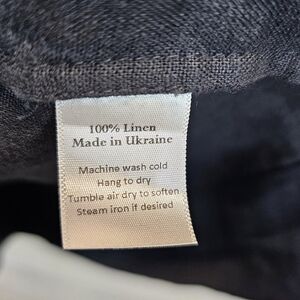 100% Linen
Made in Ukraine
Machine wash cold
Hang to dry
Tumble air dry to soften
Steam iron if desired